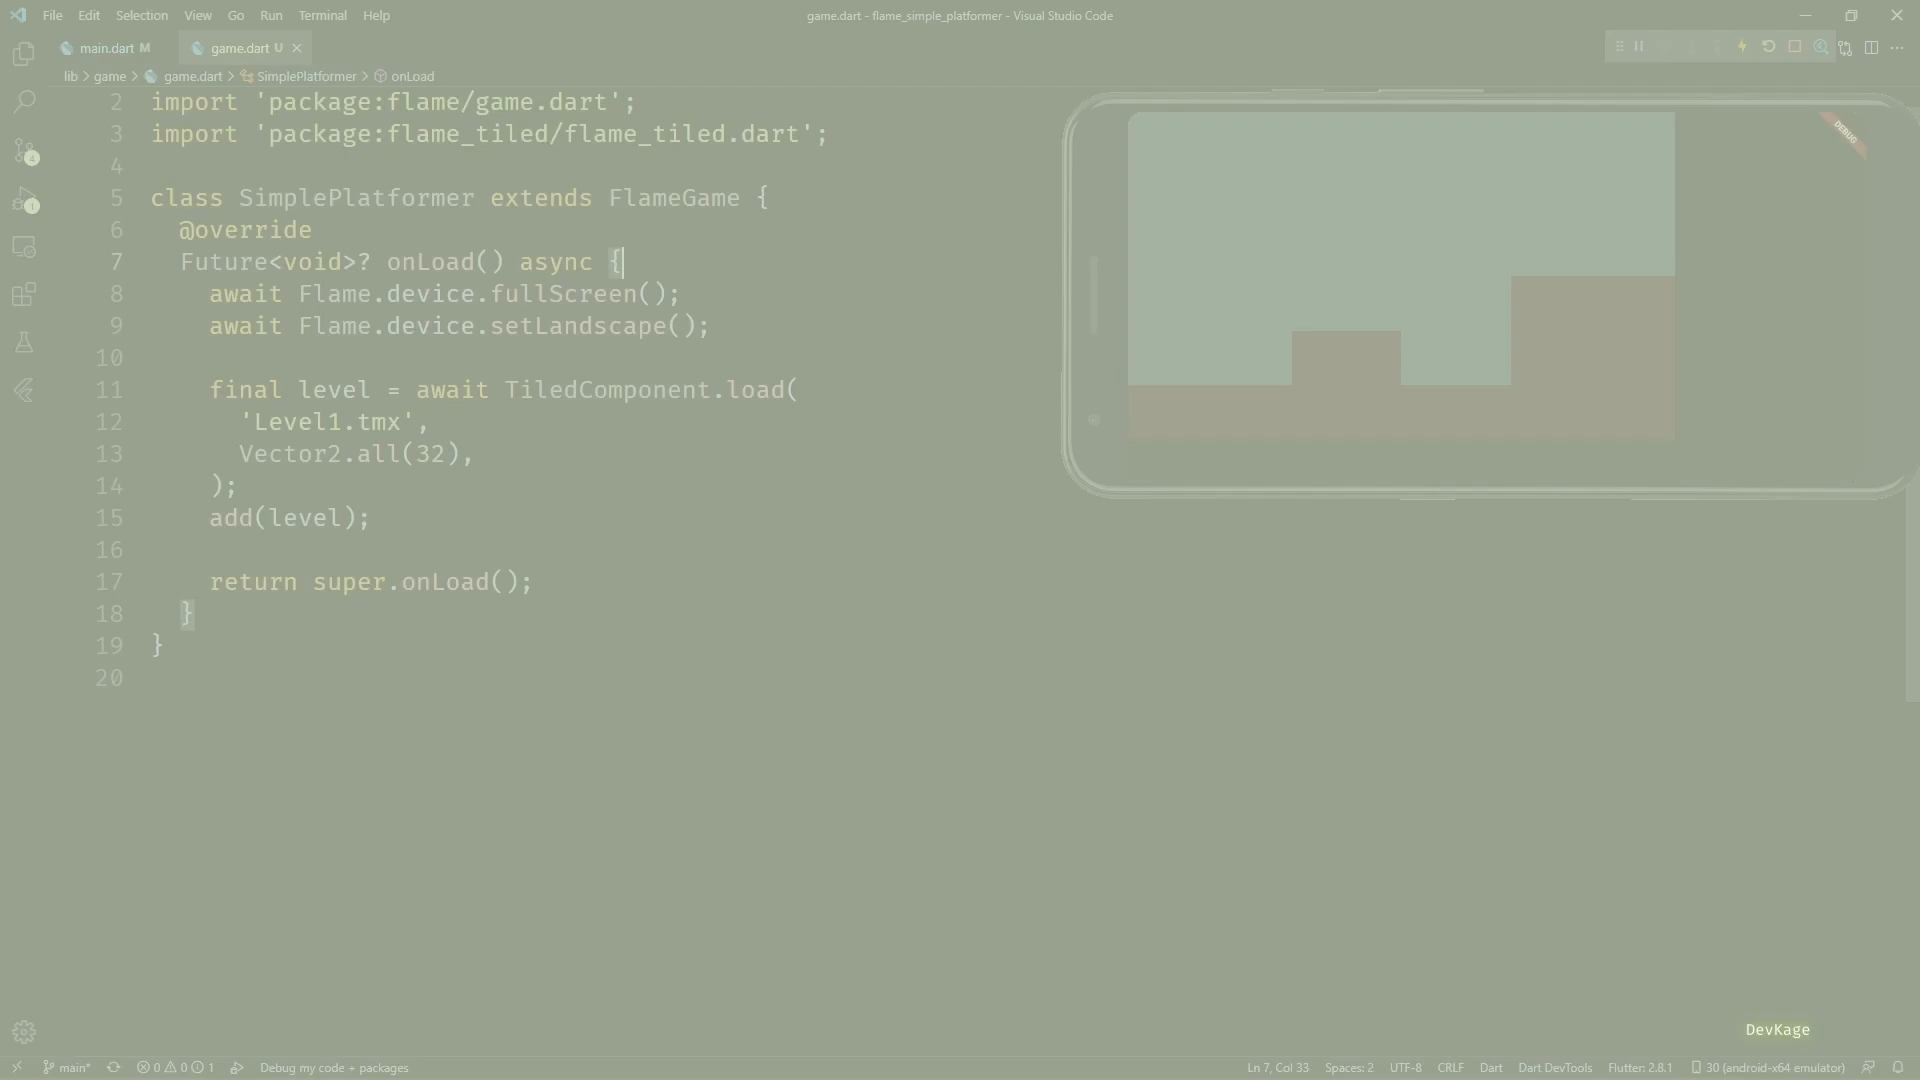 File Edit Selection View Go Run Terminal Help
game.dart - flame_simple_platformer - Visual Studio Code
main.dart M
game.dart U
lib > game > game.dart > SimplePlatformer > onLoad
2 import 'package:flame/game.dart';
3 import 'package:flame_tiled/flame_tiled.dart';
4
5 class SimplePlatformer extends FlameGame {
6 @override
7 Future<void>? onLoad() async {
8 await Flame.device.fullScreen();
9 await Flame.device.setLandscape();
10
11 final level = await TiledComponent.load(
12 'Level1.tmx',
13 Vector2.all(32),
14 );
15 add(level);
16
17 return super.onLoad();
18 }
19 }
20
DEBUG
4
1
DevKage
main* 0 0 1 Debug my code + packages
Ln 7, Col 33 Spaces: 2 UTF-8 CRLF Dart Dart DevTools Flutter: 2.8.1 30 (android-x64 emulator)